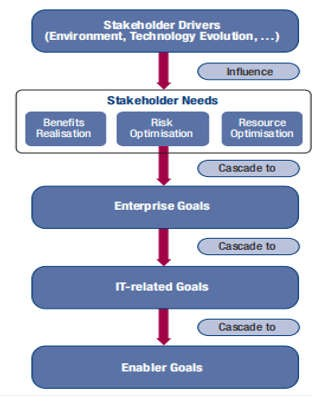 Stakeholder Drivers
(Environment, Technology Evolution, …)
Influence
Stakeholder Needs
Benefits
Realisation
Risk
Optimisation
Resource
Optimisation
Cascade to
Enterprise Goals
Cascade to
IT-related Goals
Cascade to
Enabler Goals